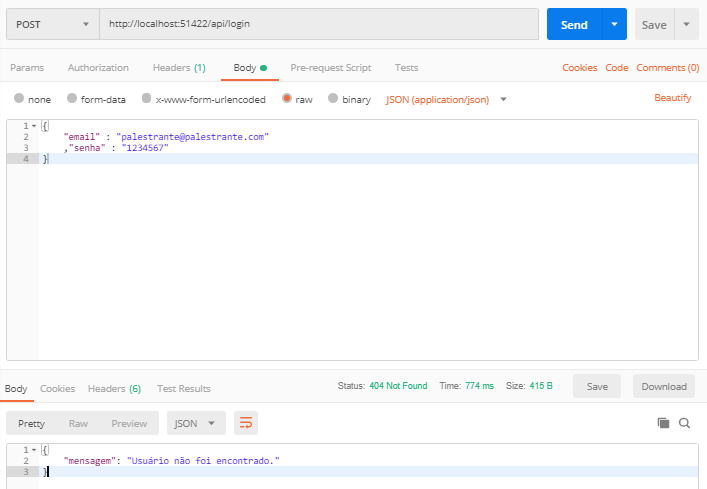 POST http://localhost:51422/api/login Send Save
Params Authorization Headers (1) Body Pre-request Script Tests Cookies Code Comments (0)
none form-data x-www-form-urlencoded raw binary JSON (application/json) Beautify
1 {
2 "email" : "palestrante@palestrante.com"
3 ,"senha" : "1234567"
4 }
Body Cookies Headers (6) Test Results Status: 404 Not Found Time: 774 ms Size: 415 B Save Download
Pretty Raw Preview JSON
1 {
2 "mensagem": "Usuário não foi encontrado."
3 }